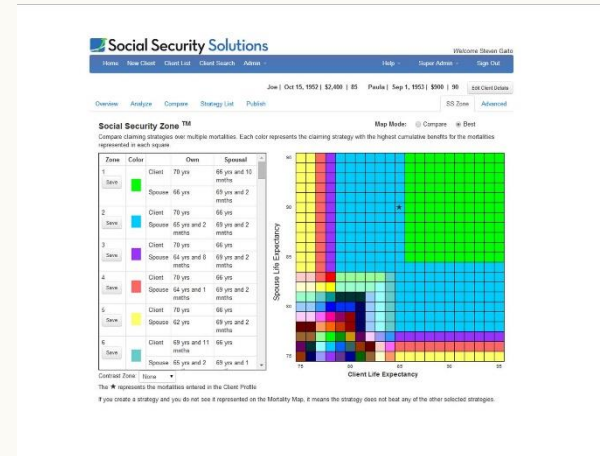 Social Security Solutions
Welcome Steven Gaito
Home New Client Client List Client Search Admin Help Super Admin Sign Out
Joe | Oct 15, 1952 | $2,400 | 85 Paula | Sep 1, 1953 | $900 | 90 Edit Client Details
Overview Analyze Compare Strategy List Publish SS Zone Advanced
Social Security Zone TM
Map Mode: Compare Best
Compare claiming strategies over multiple mortalities. Each color represents the claiming strategy with the highest cumulative benefits for the mortalities
represented in each square
Zone Color Own Spousal
1 Client 70 yrs 66 yrs and 10
mnths
Save
Spouse 66 yrs 69 yrs and 2
mnths
2 Client 70 yrs 66 yrs
Save Spouse 65 yrs and 2 69 yrs and 2
mnths mnths
3 Client 70 yrs 66 yrs
Save Spouse 64 yrs and 8 69 yrs and 2
mnths mnths
4 Client 70 yrs 66 yrs
Save Spouse 64 yrs and 1 69 yrs and 2
mnths mnths
5 Client 70 yrs 66 yrs
Save Spouse 62 yrs 69 yrs and 2
mnths
6 Client 69 yrs and 11 66 yrs
mnths
Save
Spouse 65 yrs and 2 69 yrs and 1
Spouse Life Expectancy
90
85
80
75
75 80 85 90 95
Client Life Expectancy
Contrast Zone: None
The ★ represents the mortalities entered in the Client Profile
If you create a strategy and you do not see it represented on the Mortality Map, it means the strategy does not beat any of the other selected strategies.